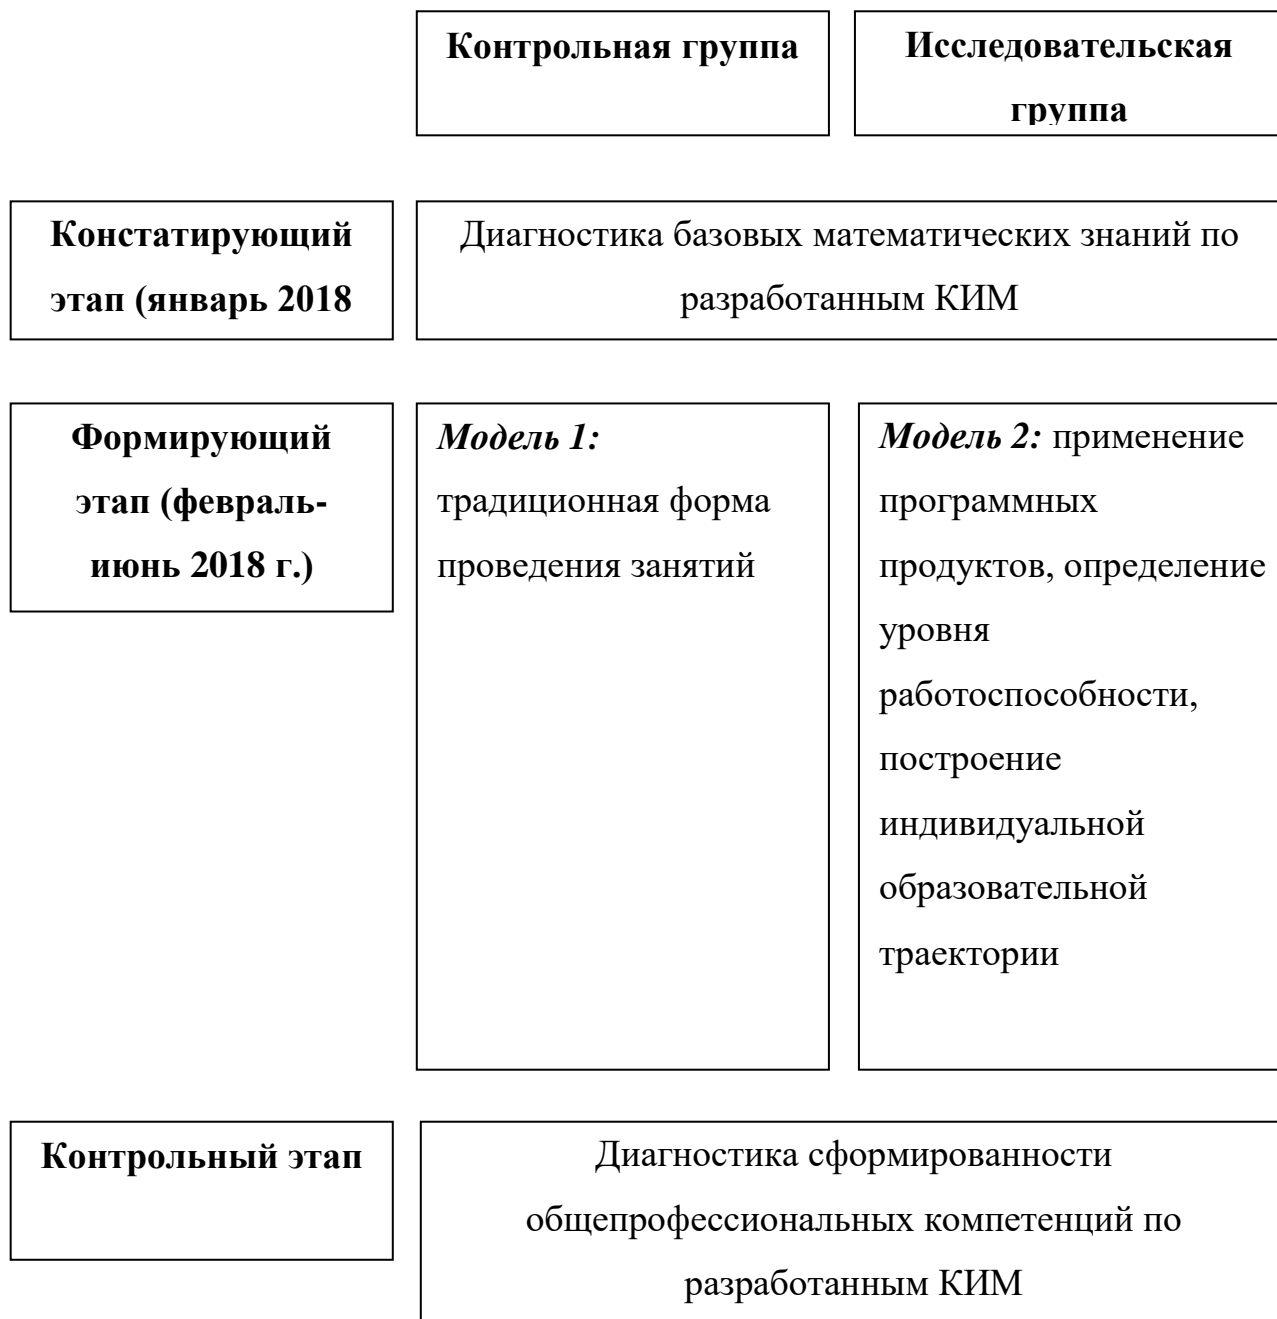 Контрольная группа
Исследовательская
группа
Констатирующий
этап (январь 2018
Диагностика базовых математических знаний по
разработанным КИМ
Формирующий
этап (февраль-
июнь 2018 г.)
Модель 1:
традиционная форма
проведения занятий
Модель 2: применение
программных
продуктов, определение
уровня
работоспособности,
построение
индивидуальной
образовательной
траектории
Контрольный этап
Диагностика сформированности
общепрофессиональных компетенций по
разработанным КИМ